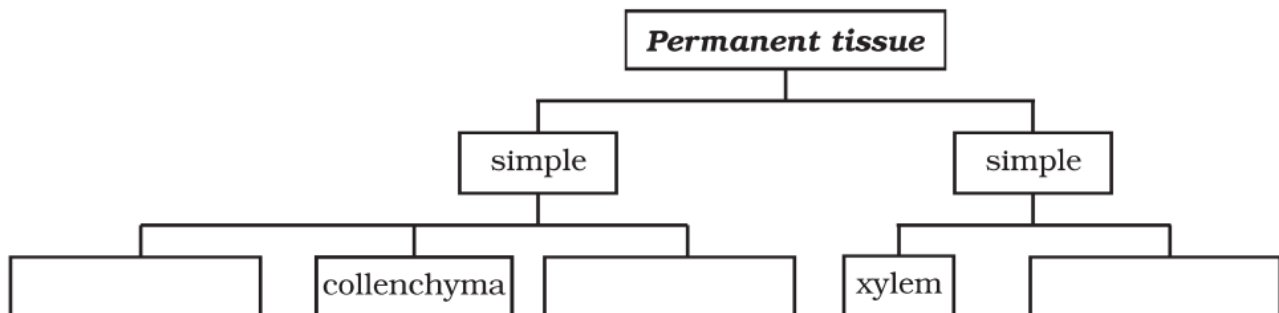 Permanent tissue
simple
simple
collenchyma
xylem